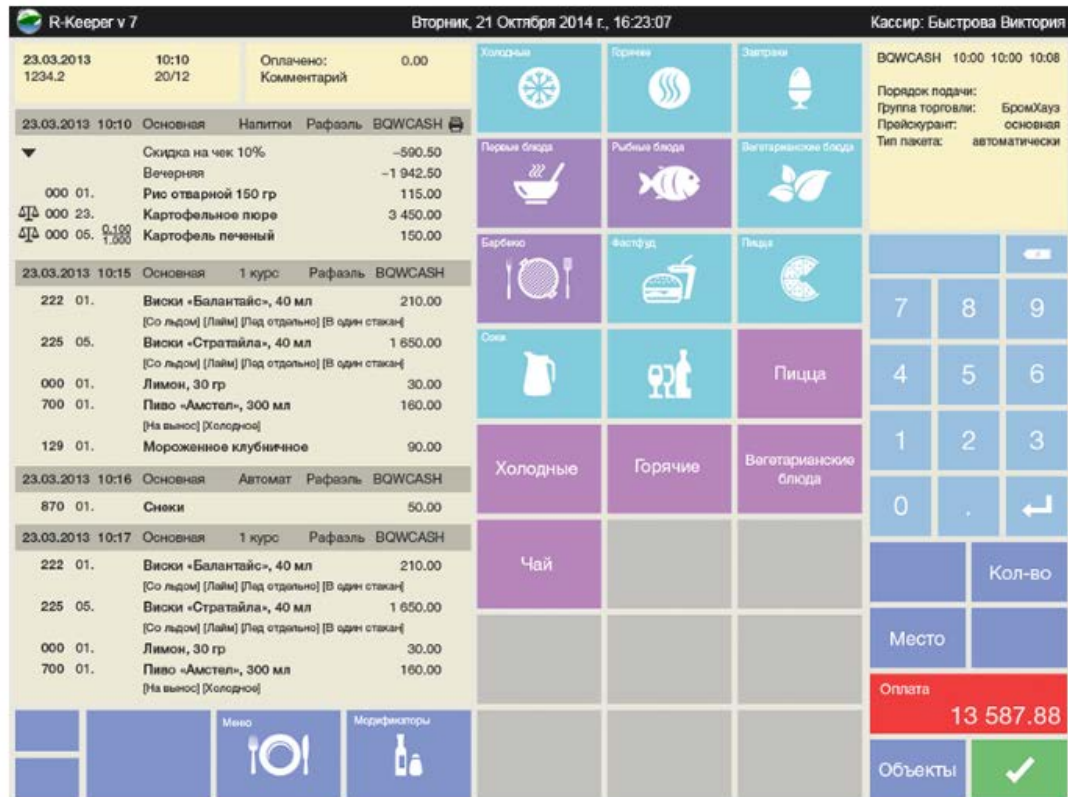 R-Keeper v 7 Вторник, 21 Октября 2014 г., 16:23:07 Кассир: Быстрова Виктория
23.03.2013 10:10 Оплачено: 0.00
1234.2 20/12 Комментарий
23.03.2013 10:10 Основная Напитки Рафаэль BQWCASH
Скидка на чек 10% –590.50
Вечерняя –1 942.50
000 01. Рис отварной 150 гр 115.00
000 23. Картофельное пюре 3 450.00
000 05. 0.100/1.000 Картофель печеный 150.00
23.03.2013 10:15 Основная 1 курс Рафаэль BQWCASH
222 01. Виски «Балантайс», 40 мл 210.00
[Со льдом] [Лайм] [Лед отдельно] [В один стакан]
225 05. Виски «Стратайла», 40 мл 1 650.00
[Со льдом] [Лайм] [Лед отдельно] [В один стакан]
000 01. Лимон, 30 гр 30.00
700 01. Пиво «Амстел», 300 мл 160.00
[На вынос] [Холодное]
129 01. Мороженное клубничное 90.00
23.03.2013 10:16 Основная Автомат Рафаэль BQWCASH
870 01. Снеки 50.00
23.03.2013 10:17 Основная 1 курс Рафаэль BQWCASH
222 01. Виски «Балантайс», 40 мл 210.00
[Со льдом] [Лайм] [Лед отдельно] [В один стакан]
225 05. Виски «Стратайла», 40 мл 1 650.00
[Со льдом] [Лайм] [Лед отдельно] [В один стакан]
000 01. Лимон, 30 гр 30.00
700 01. Пиво «Амстел», 300 мл 160.00
[На вынос] [Холодное]
Меню Модификаторы
Холодные Горячие Завтраки
Первые блюда Рыбные блюда Вегетарианские блюда
Барбекю Фастфуд Пицца
Соки Пицца
Холодные Горячие Вегетарианские
блюда
Чай
BQWCASH 10:00 10:00 10:08
Порядок подачи:
Группа торговли: БромХауз
Прейскурант: основная
Тип пакета: автоматически
7 8 9
4 5 6
1 2 3
0 .
Кол-во
Место
Оплата
13 587.88
Объекты